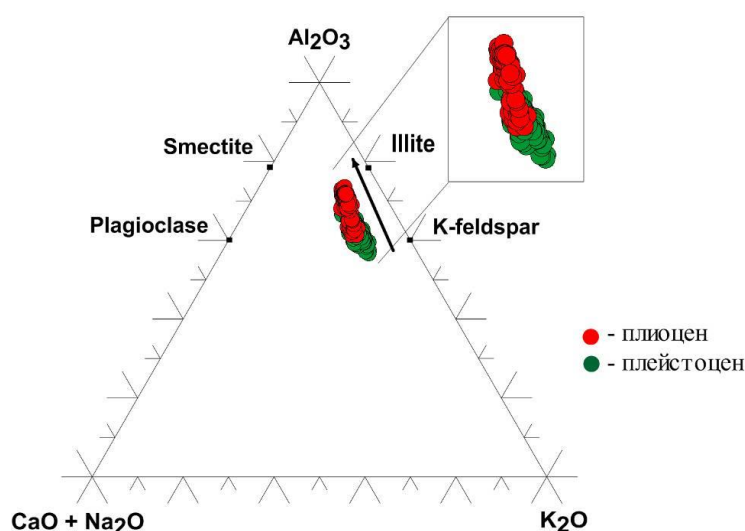 Al₂O₃
Smectite
Illite
Plagioclase
K-feldspar
- плиоцен
- плейстоцен
CaO + Na₂O
K₂O